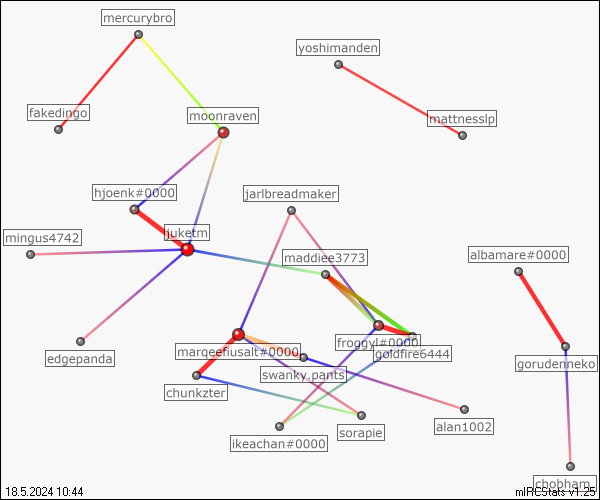 mercurybro
yoshimanden
fakedingo
moonraven
mattnesslp
hjoenk#0000
jarlbreadmaker
mingus4742
juketm
maddiee3773
albamare#0000
edgepanda
marqeefiusalt#0000
froggyl#0000
goldfire6444
gorudenneko
swanky.pants
chunkzter
ikeachan#0000
sorapie
alan1002
cbobham
18.5.2024 10:44
mIRCStats v1.25